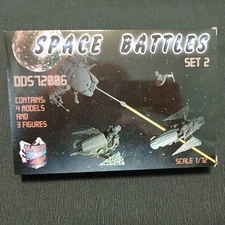 SPACE BATTLES
SET 2
DDS72006
CONTAINS:
4 MODELS
AND
3 FIGURES
SCALE 1/72